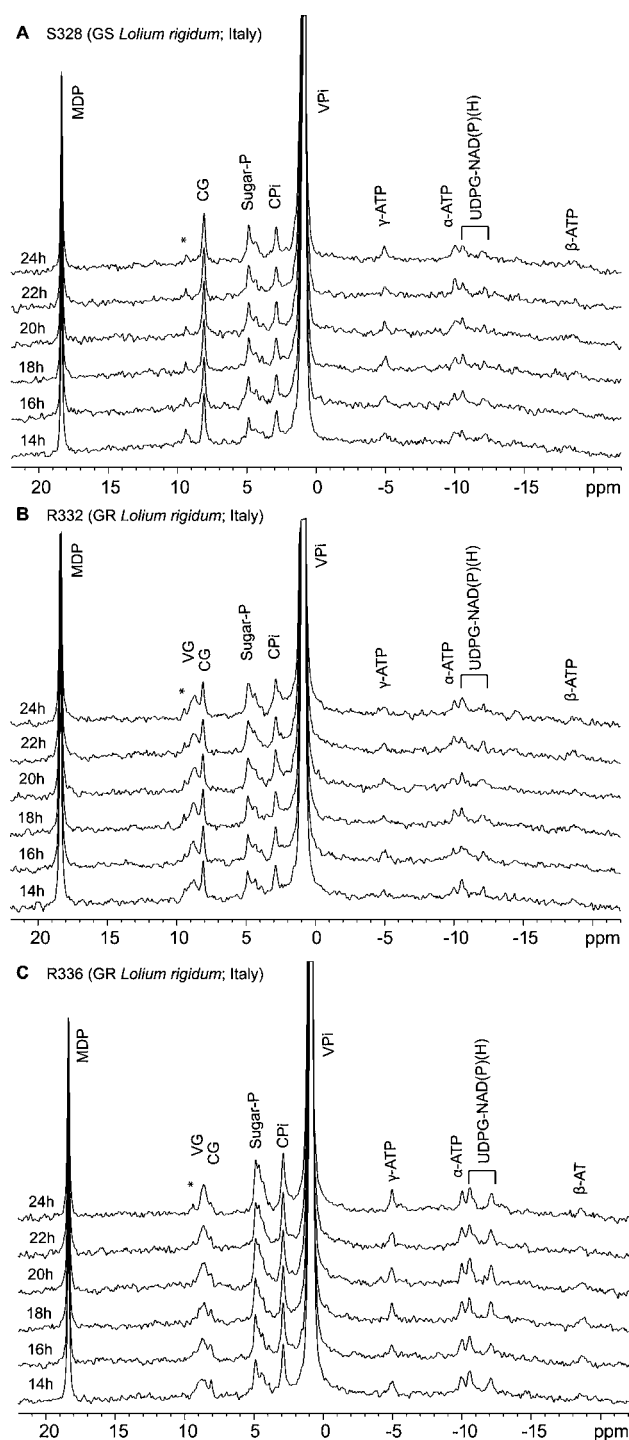 A S328 (GS Lolium rigidum; Italy)
MDP
*
CG
Sugar-P
CPi
VPi
γ-ATP
α-ATP
UDPG-NAD(P)(H)
β-ATP
24h
22h
20h
18h
16h
14h
20 15 10 5 0 -5 -10 -15 ppm
B R332 (GR Lolium rigidum; Italy)
MDP
*
VG
CG
Sugar-P
CPi
VPi
γ-ATP
α-ATP
UDPG-NAD(P)(H)
β-ATP
24h
22h
20h
18h
16h
14h
20 15 10 5 0 -5 -10 -15 ppm
C R336 (GR Lolium rigidum; Italy)
MDP
*
VG
CG
Sugar-P
CPi
VPi
γ-ATP
α-ATP
UDPG-NAD(P)(H)
β-AT
24h
22h
20h
18h
16h
14h
20 15 10 5 0 -5 -10 -15 ppm